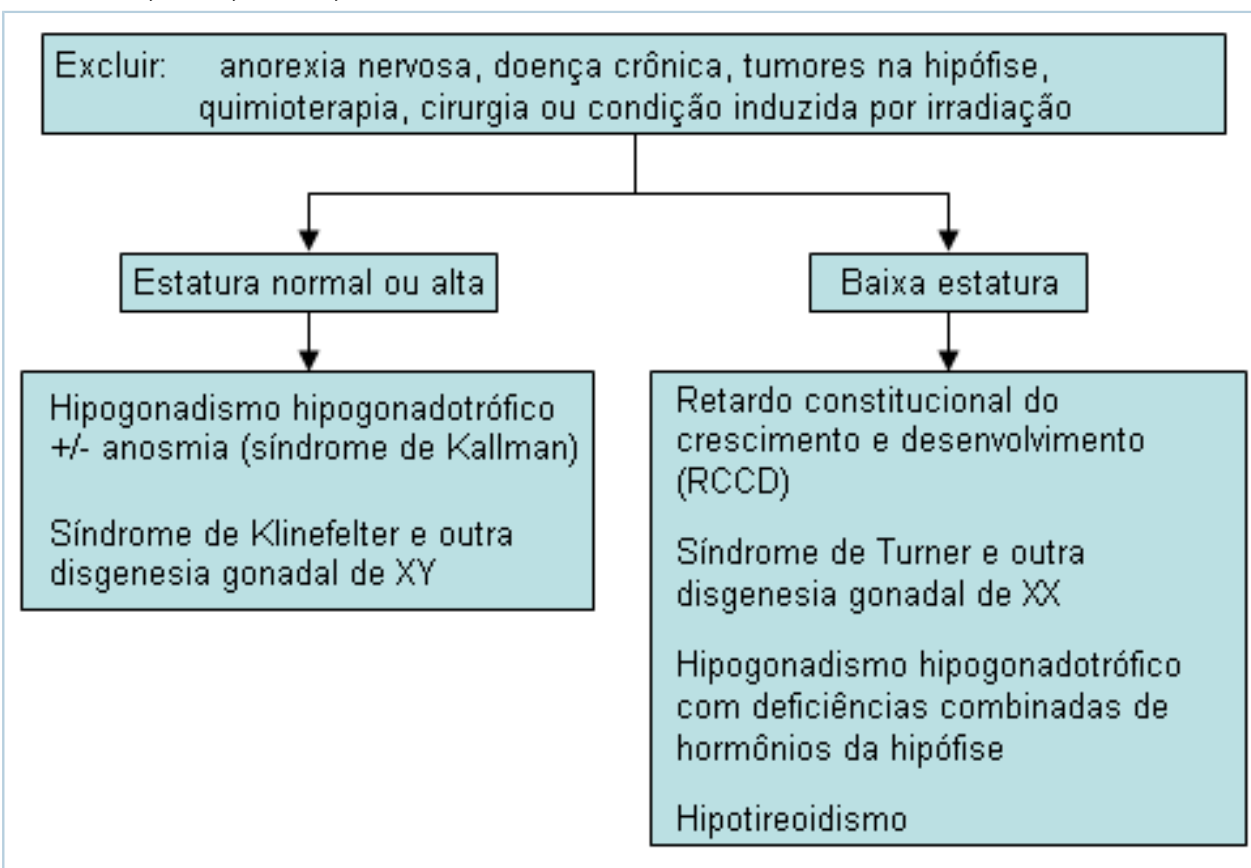 Excluir: anorexia nervosa, doença crônica, tumores na hipófise,
quimioterapia, cirurgia ou condição induzida por irradiação
Estatura normal ou alta
Baixa estatura
Hipogonadismo hipogonadotrófico
+/- anosmia (síndrome de Kallman)
Síndrome de Klinefelter e outra
disgenesia gonadal de XY
Retardo constitucional do
crescimento e desenvolvimento
(RCCD)
Síndrome de Turner e outra
disgenesia gonadal de XX
Hipogonadismo hipogonadotrófico
com deficiências combinadas de
hormônios da hipófise
Hipotireoidismo